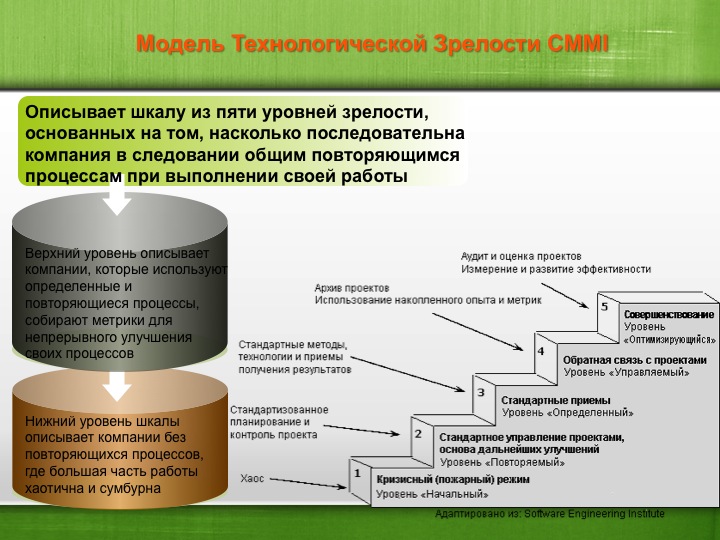 Модель Технологической Зрелости CMMI
Описывает шкалу из пяти уровней зрелости,
основанных на том, насколько последовательна
компания в следовании общим повторяющимся
процессам при выполнении своей работы
Верхний уровень описывает
компании, которые используют
определенные и
повторяющиеся процессы,
собирают метрики для
непрерывного улучшения
своих процессов
Нижний уровень шкалы
описывает компании без
повторяющихся процессов,
где большая часть работы
хаотична и сумбурна
Аудит и оценка проектов
Измерение и развитие эффективности
Архив проектов
Использование накопленного опыта и метрик
Стандартные методы,
технологии и приемы
получения результатов
Стандартизованное
планирование и
контроль проекта
Хаос
5
Совершенствование
Уровень
«Оптимизирующийся»
4
Обратная связь с проектами
Уровень «Управляемый»
3
Стандартные приемы
Уровень «Определенный»
2
Стандартное управление проектами,
основа дальнейших улучшений
Уровень «Повторяемый»
1
Кризисный (пожарный) режим
Уровень «Начальный»
Адаптировано из: Software Engineering Institute